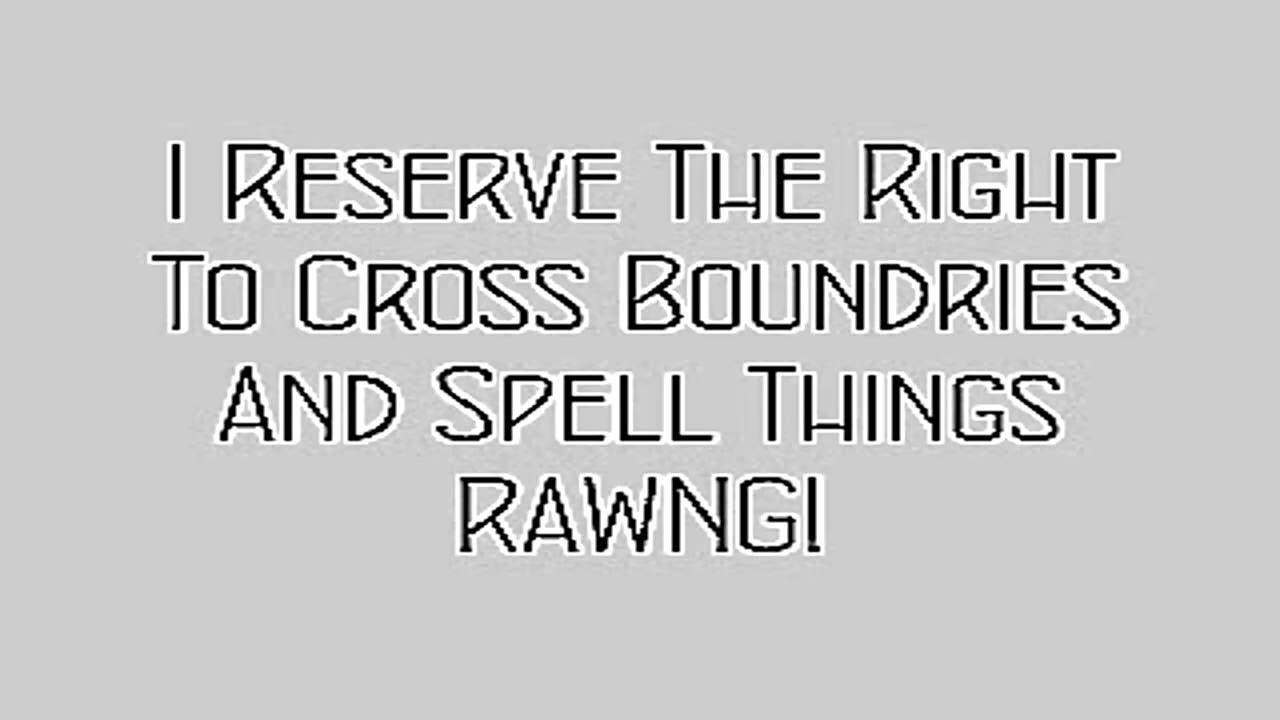 I Reserve The Right
To Cross Boundries
And Spell Things
RAWNG!